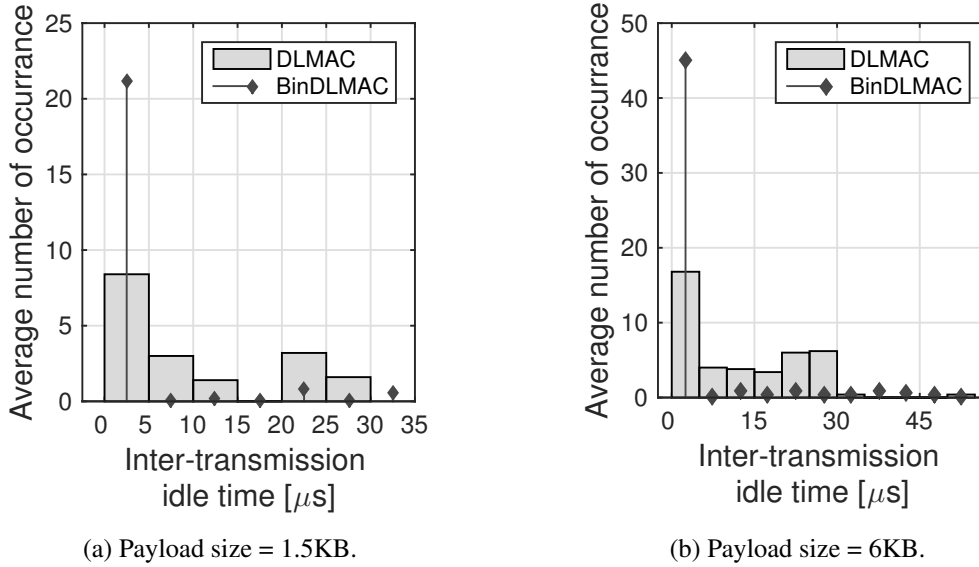 25
20
15
10
5
0
Average number of occurrance
DLMAC
BinDLMAC
0 5 10 15 20 25 30 35
Inter-transmission
idle time [μs]
(a) Payload size = 1.5KB.
50
40
30
20
10
0
Average number of occurrance
DLMAC
BinDLMAC
0 15 30 45
Inter-transmission
idle time [μs]
(b) Payload size = 6KB.